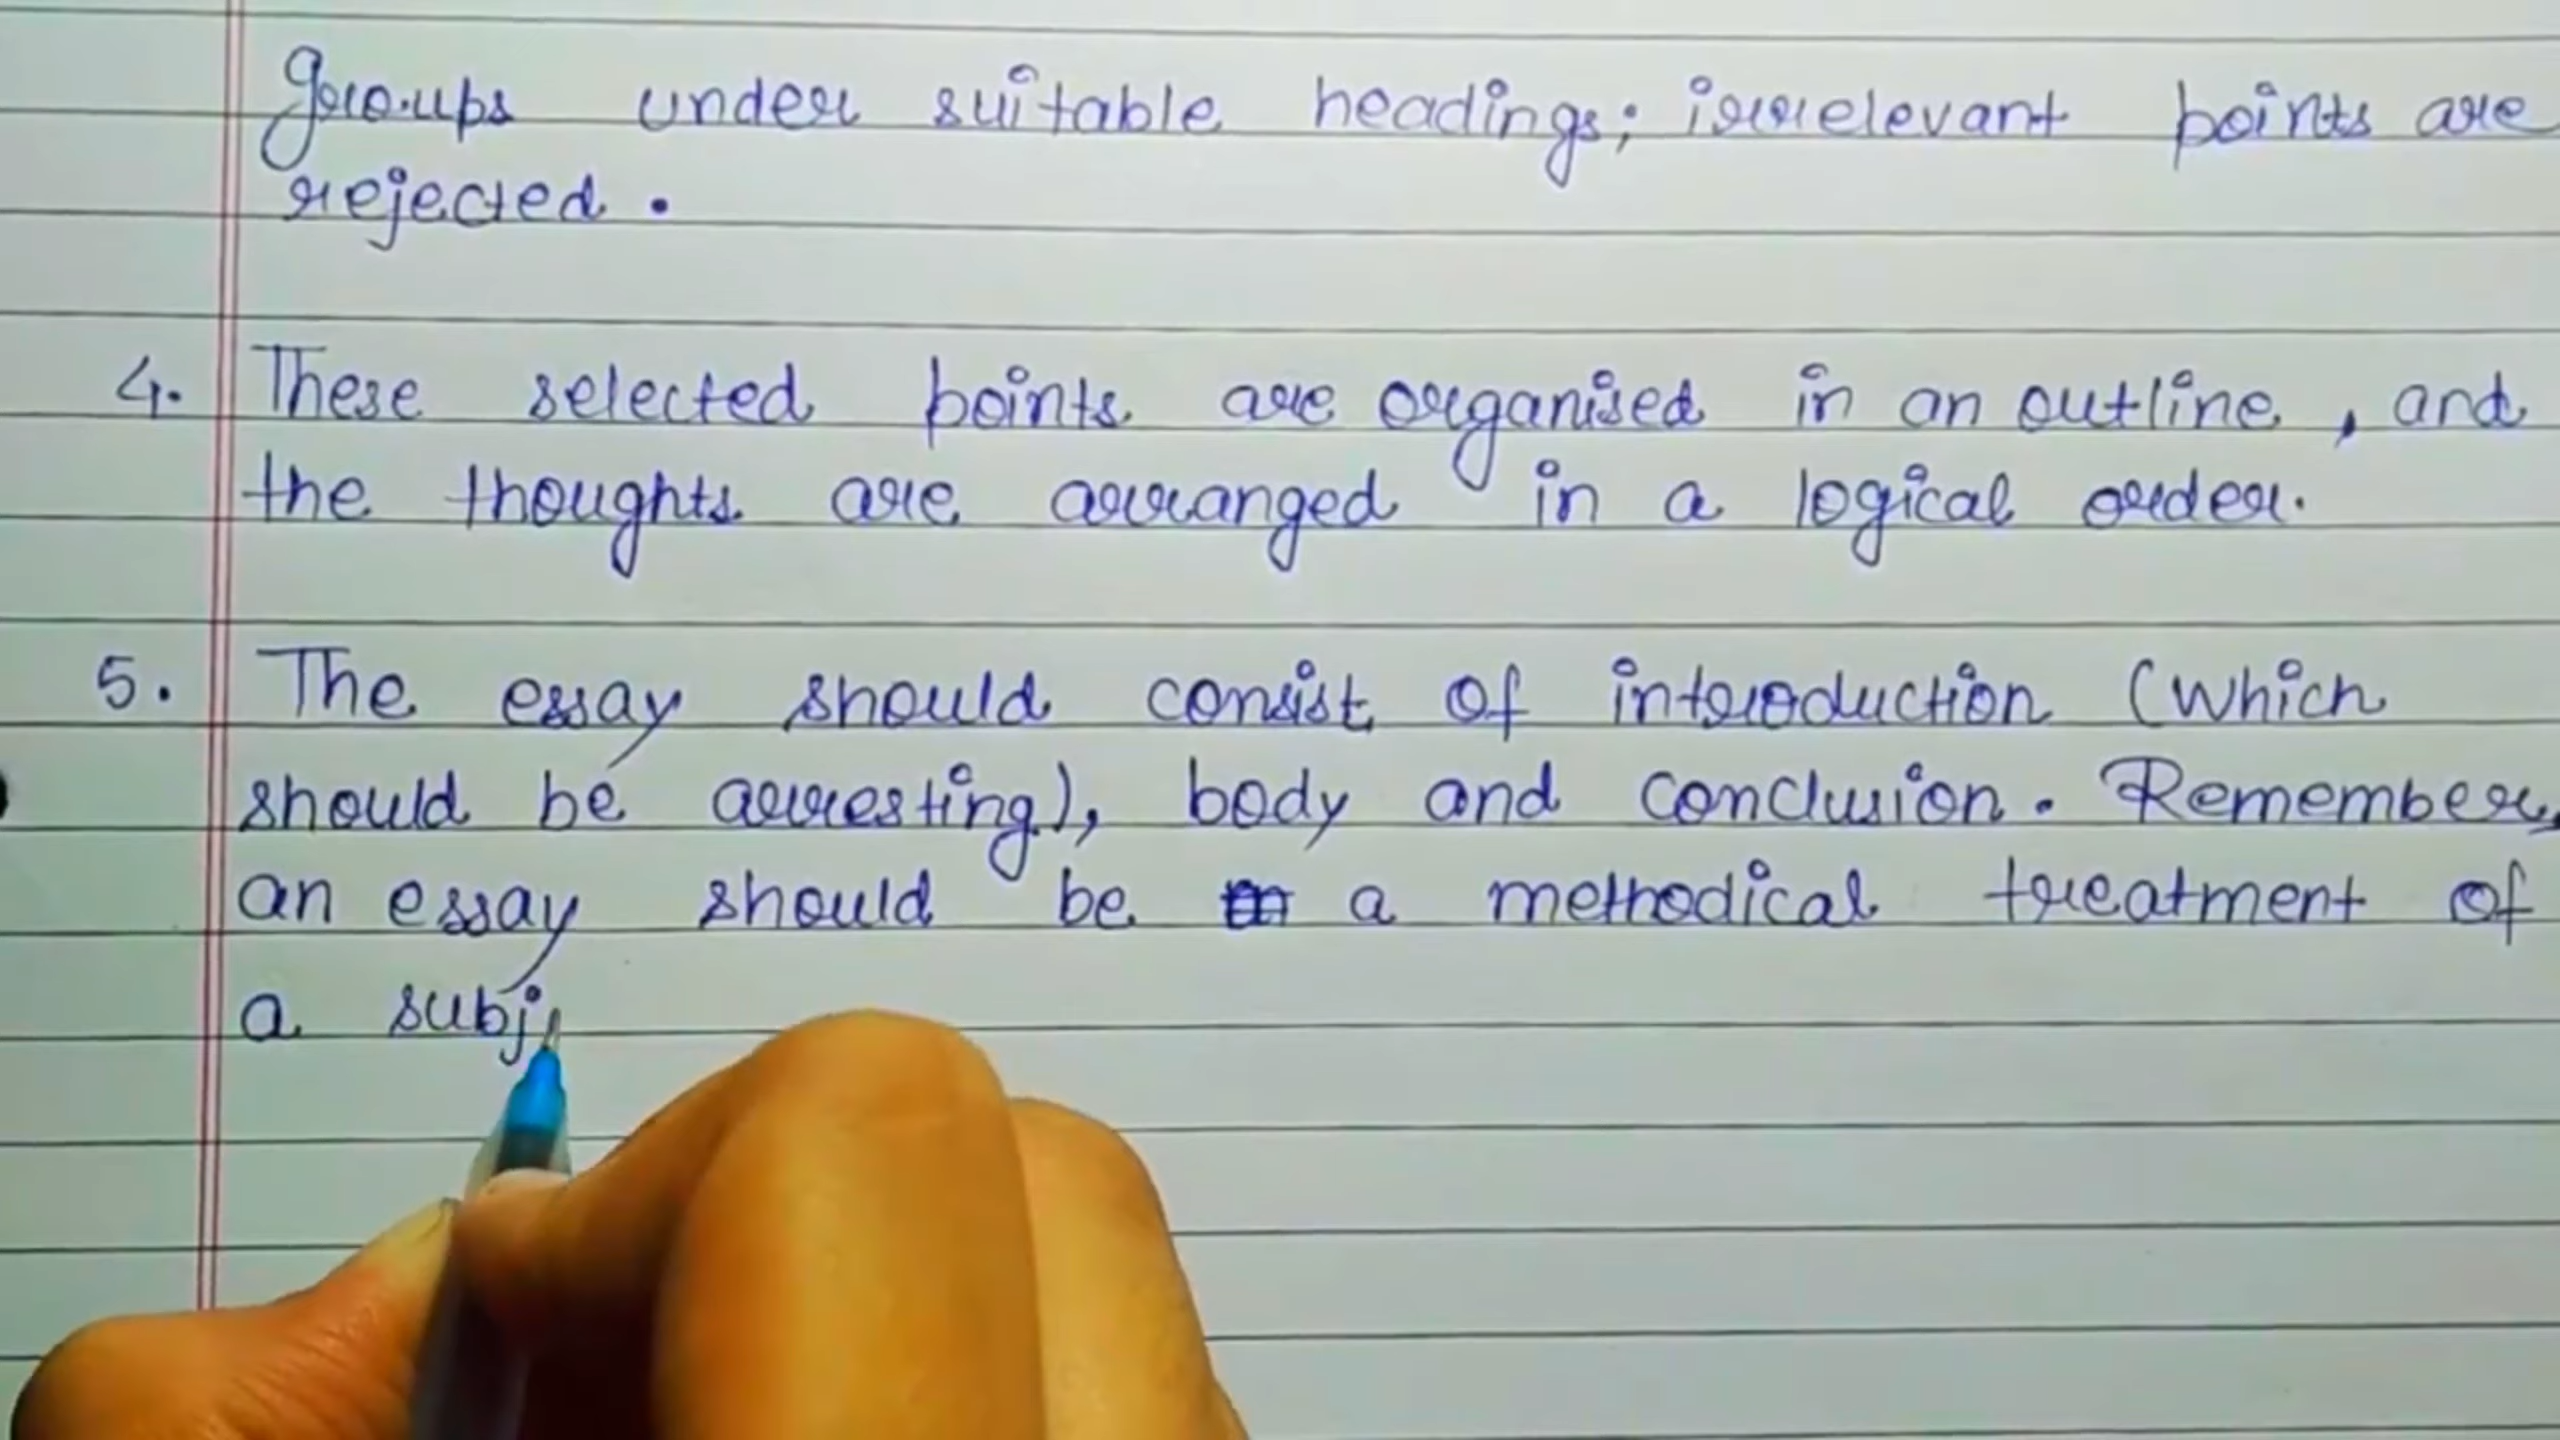 groups under suitable headings; irrelevant points are
rejected.
4. These selected points are organised in an outline, and
the thoughts are arranged in a logical order.
5. The essay should consist of introduction (which
should be arresting), body and conclusion. Remember,
an essay should be a methodical treatment of
a subj